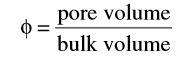 ϕ = pore volume
bulk volume